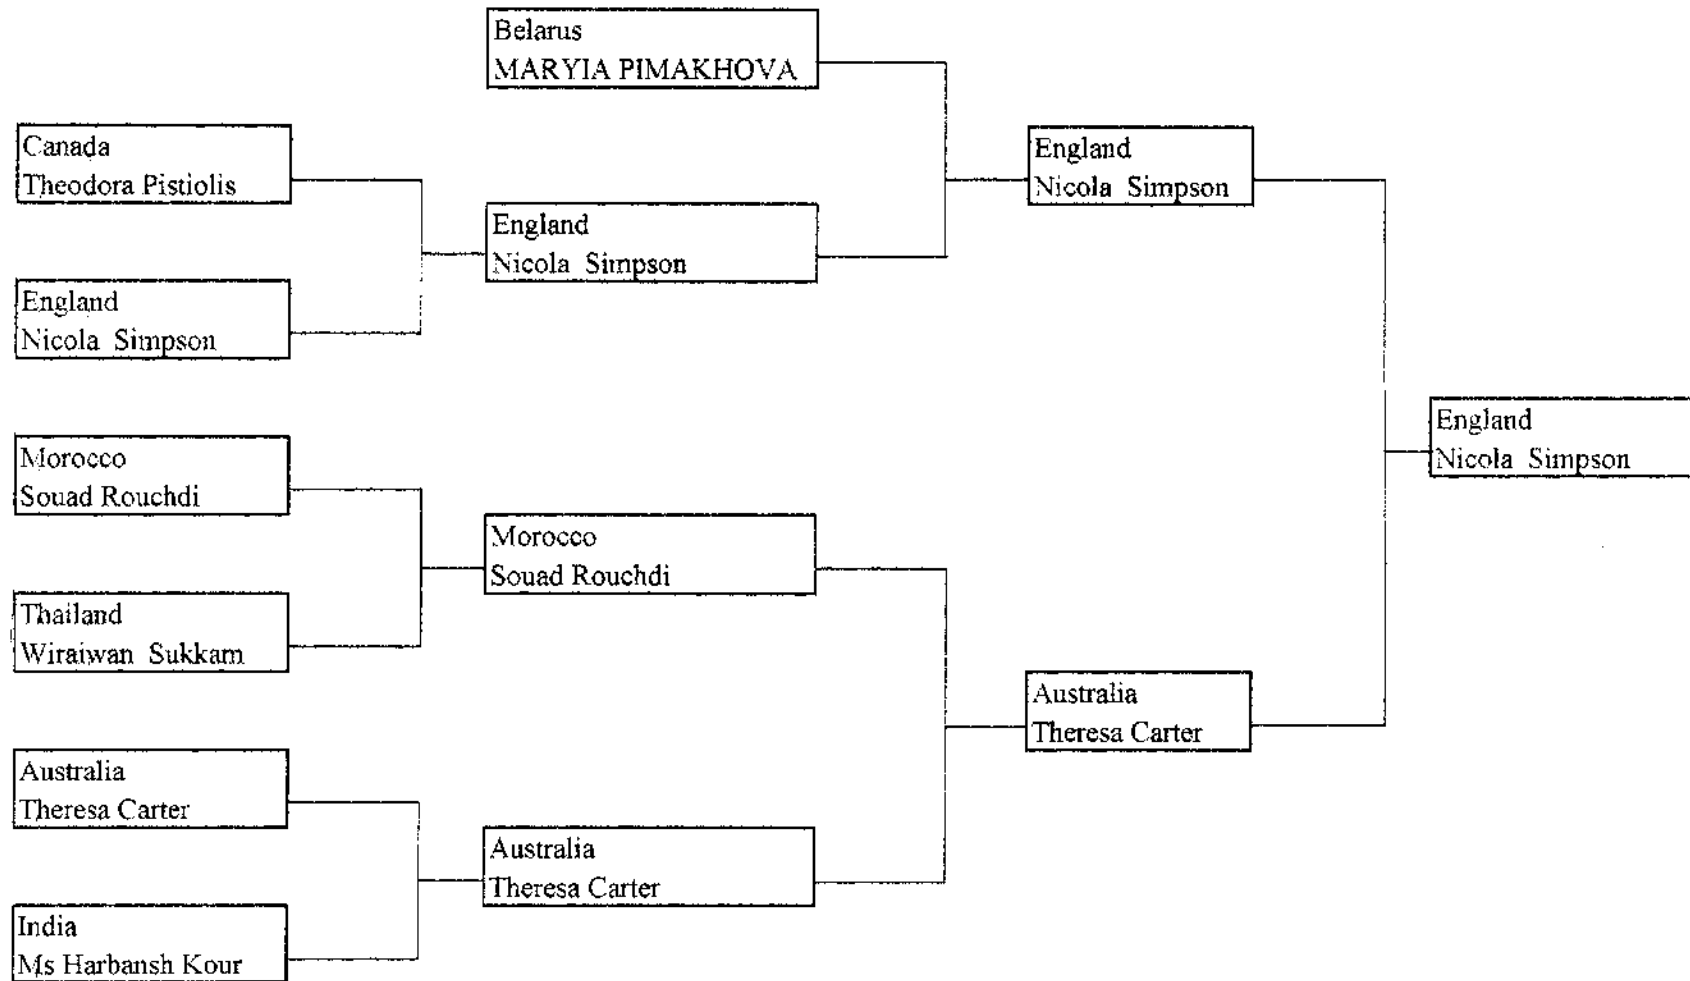 Belarus
MARYIA PIMAKHOVA
Canada
Theodora Pistiolis
England
Nicola Simpson
England
Nicola Simpson
England
Nicola Simpson
England
Nicola Simpson
Morocco
Souad Rouchdi
Morocco
Souad Rouchdi
Thailand
Wiraiwan Sukkam
Australia
Theresa Carter
Australia
Theresa Carter
Australia
Theresa Carter
India
Ms Harbansh Kour